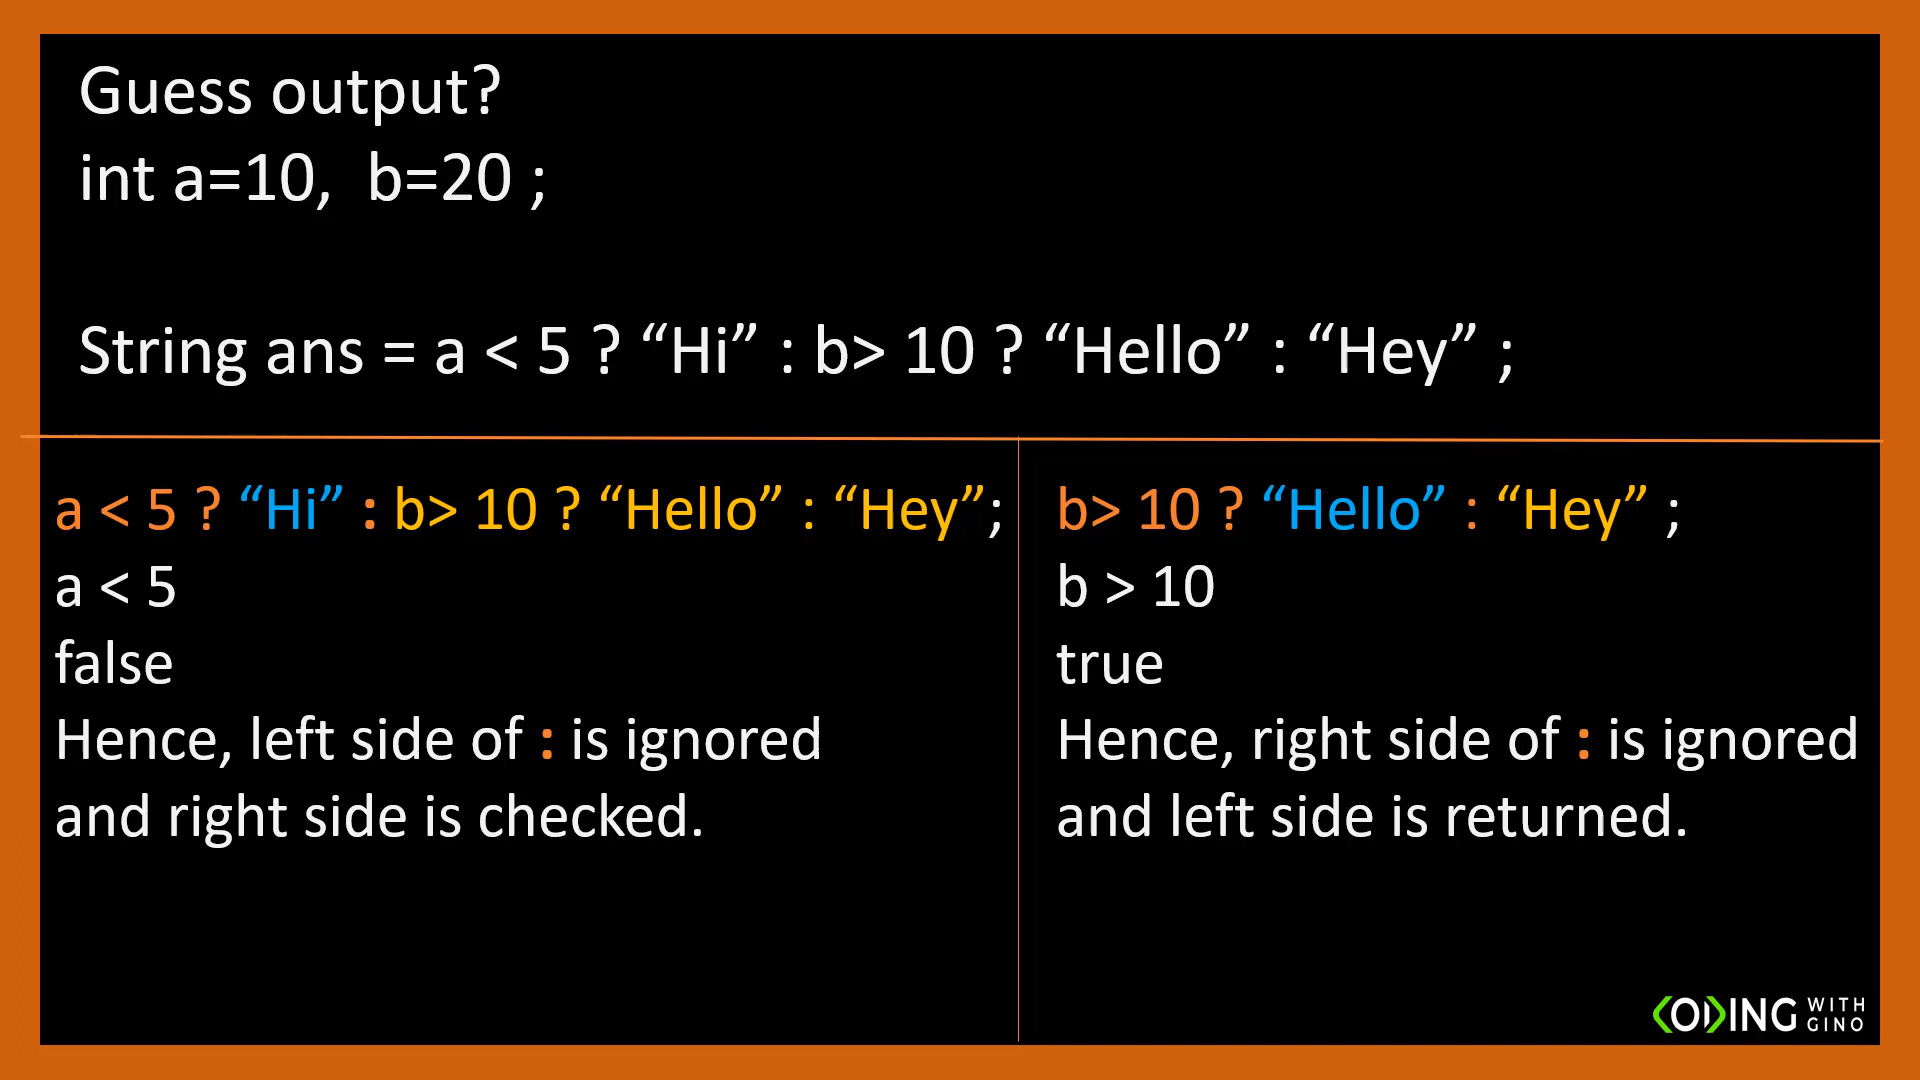 Guess output?
int a=10,  b=20 ;
String ans = a < 5 ? “Hi” : b> 10 ? “Hello” : “Hey” ;
a < 5 ? “Hi” : b> 10 ? “Hello” : “Hey”;
a < 5
false
Hence, left side of : is ignored
and right side is checked.
b> 10 ? “Hello” : “Hey” ;
b > 10
true
Hence, right side of : is ignored
and left side is returned.
CODING WITH GINO